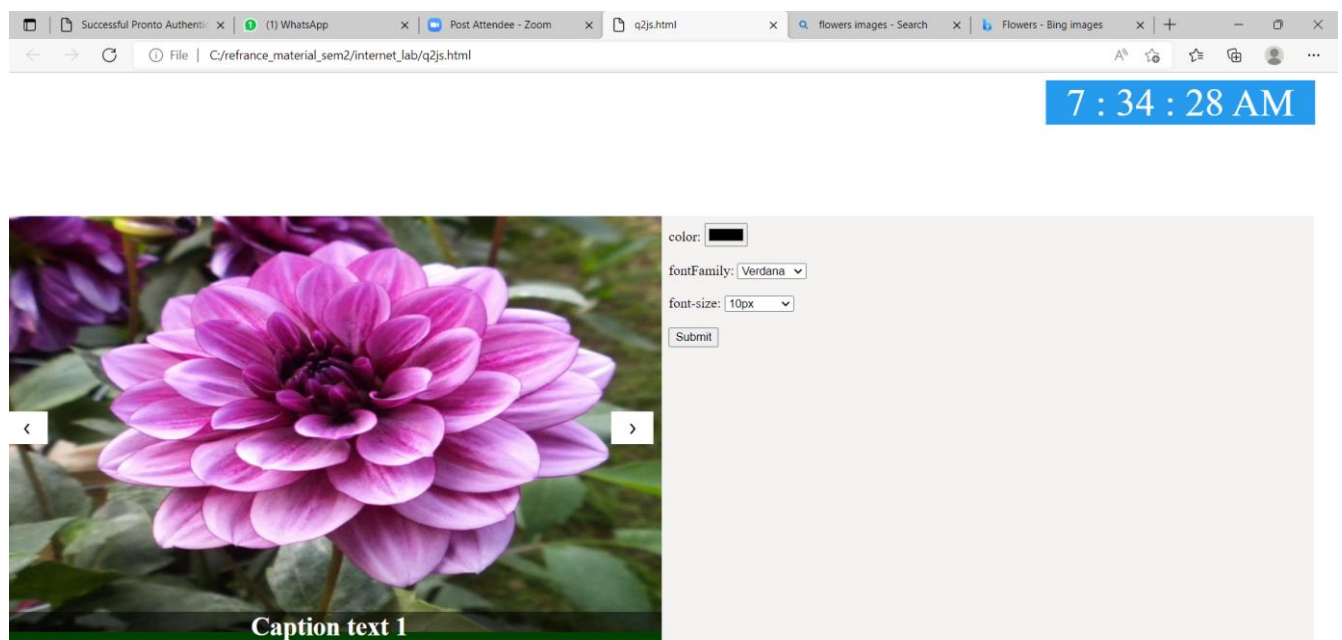 Successful Pronto Authentic
(1) WhatsApp
Post Attendee - Zoom
q2js.html
flowers images - Search
Flowers - Bing images
File | C:/refrance_material_sem2/internet_lab/q2js.html
7 : 34 : 28 AM
color:
fontFamily: Verdana
font-size: 10px
Submit
‹
›
Caption text 1